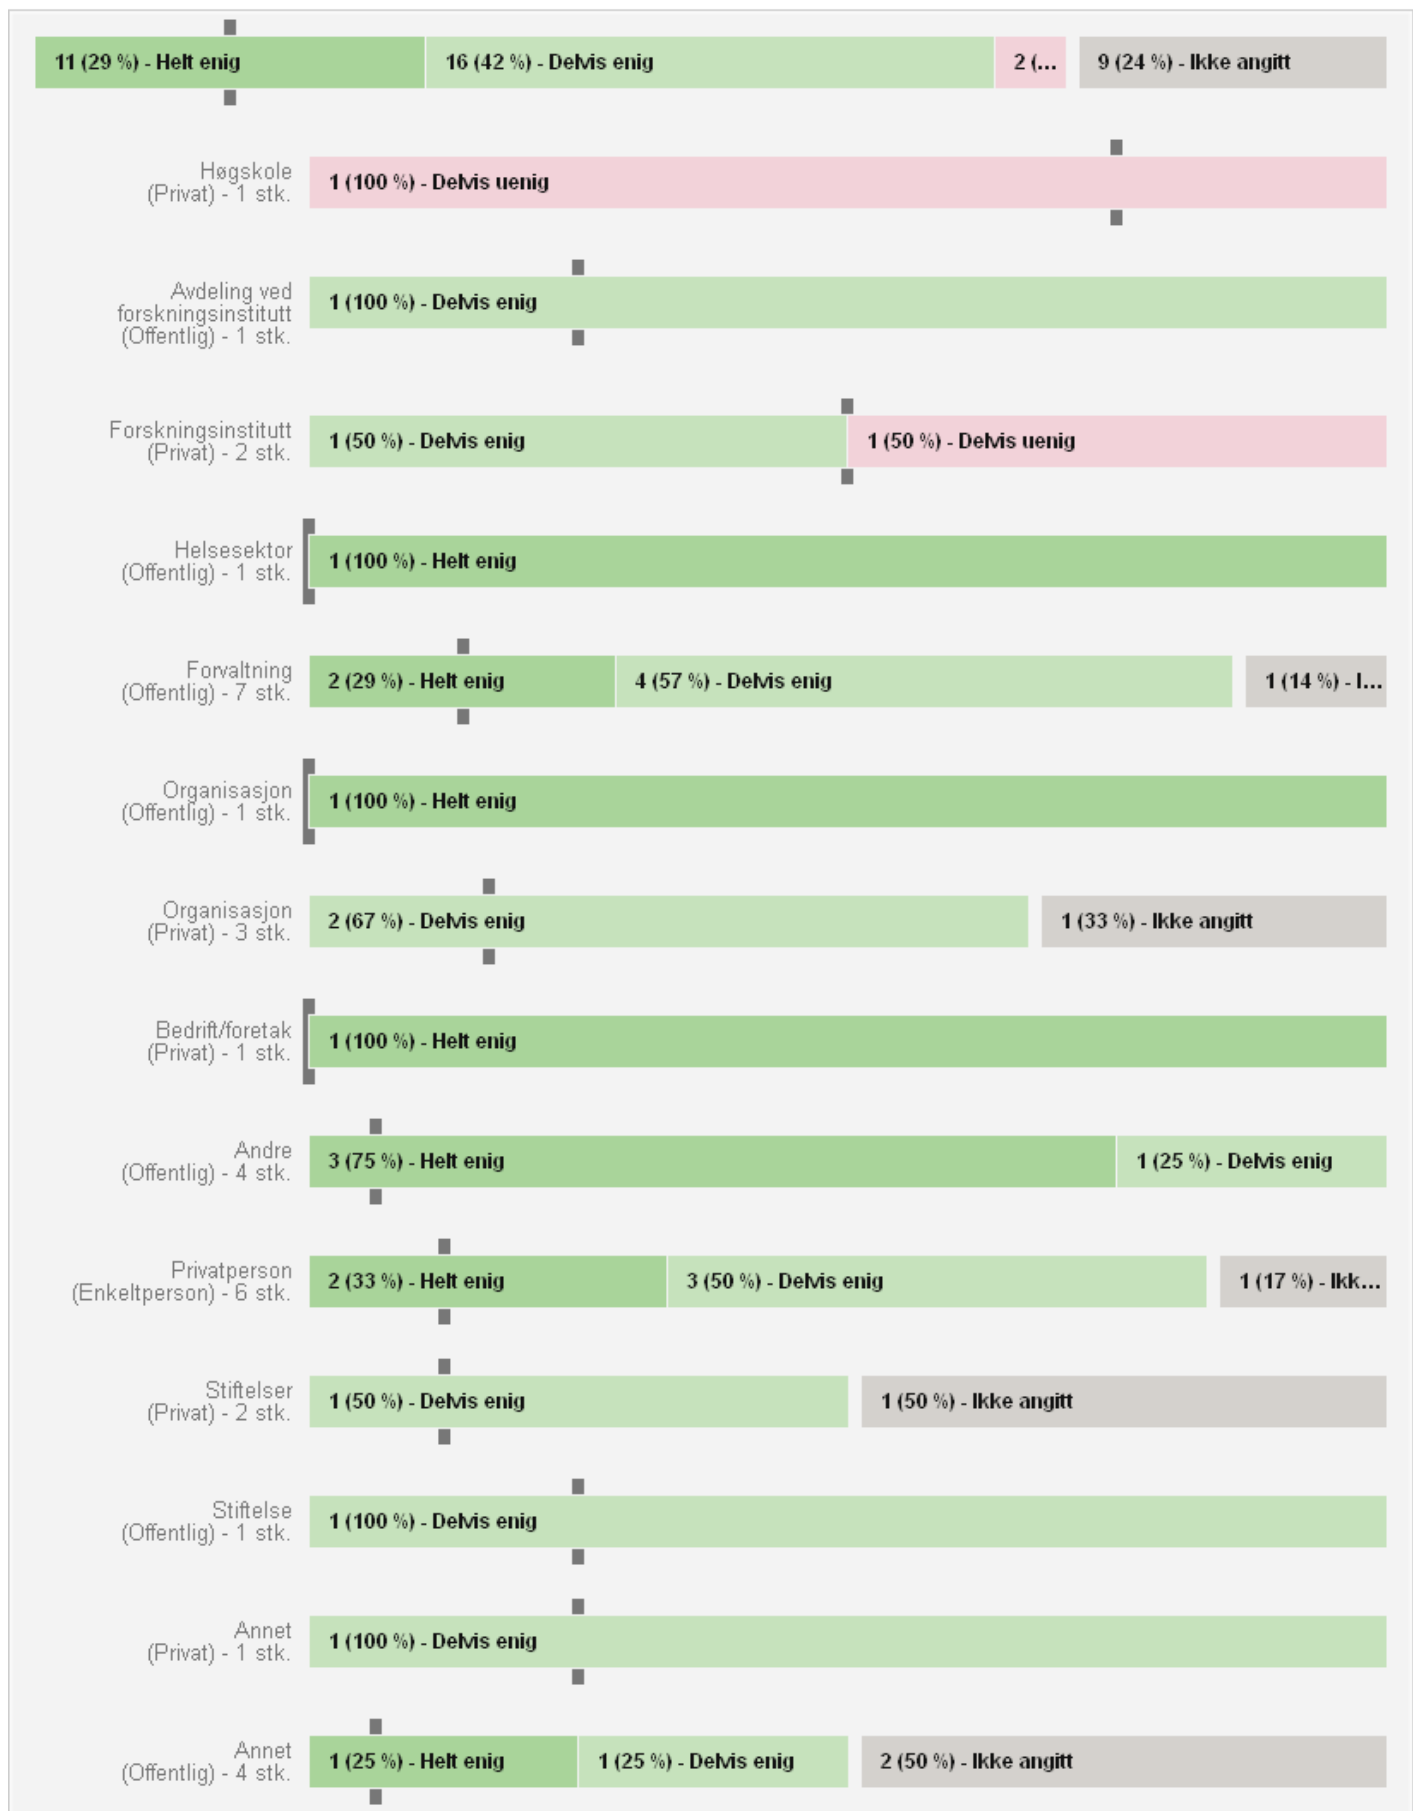 11 (29 %) - Helt enig 16 (42 %) - Delvis enig 2 (... 9 (24 %) - Ikke angitt
Høgskole
(Privat) - 1 stk.
1 (100 %) - Delvis uenig
Avdeling ved
forskningsinstitutt
(Offentlig) - 1 stk.
1 (100 %) - Delvis enig
Forskningsinstitutt
(Privat) - 2 stk.
1 (50 %) - Delvis enig 1 (50 %) - Delvis uenig
Helsesektor
(Offentlig) - 1 stk.
1 (100 %) - Helt enig
Forvaltning
(Offentlig) - 7 stk.
2 (29 %) - Helt enig 4 (57 %) - Delvis enig 1 (14 %) - I...
Organisasjon
(Offentlig) - 1 stk.
1 (100 %) - Helt enig
Organisasjon
(Privat) - 3 stk.
2 (67 %) - Delvis enig 1 (33 %) - Ikke angitt
Bedrift/foretak
(Privat) - 1 stk.
1 (100 %) - Helt enig
Andre
(Offentlig) - 4 stk.
3 (75 %) - Helt enig 1 (25 %) - Delvis enig
Privatperson
(Enkeltperson) - 6 stk.
2 (33 %) - Helt enig 3 (50 %) - Delvis enig 1 (17 %) - Ikk...
Stiftelser
(Privat) - 2 stk.
1 (50 %) - Delvis enig 1 (50 %) - Ikke angitt
Stiftelse
(Offentlig) - 1 stk.
1 (100 %) - Delvis enig
Annet
(Privat) - 1 stk.
1 (100 %) - Delvis enig
Annet
(Offentlig) - 4 stk.
1 (25 %) - Helt enig 1 (25 %) - Delvis enig 2 (50 %) - Ikke angitt